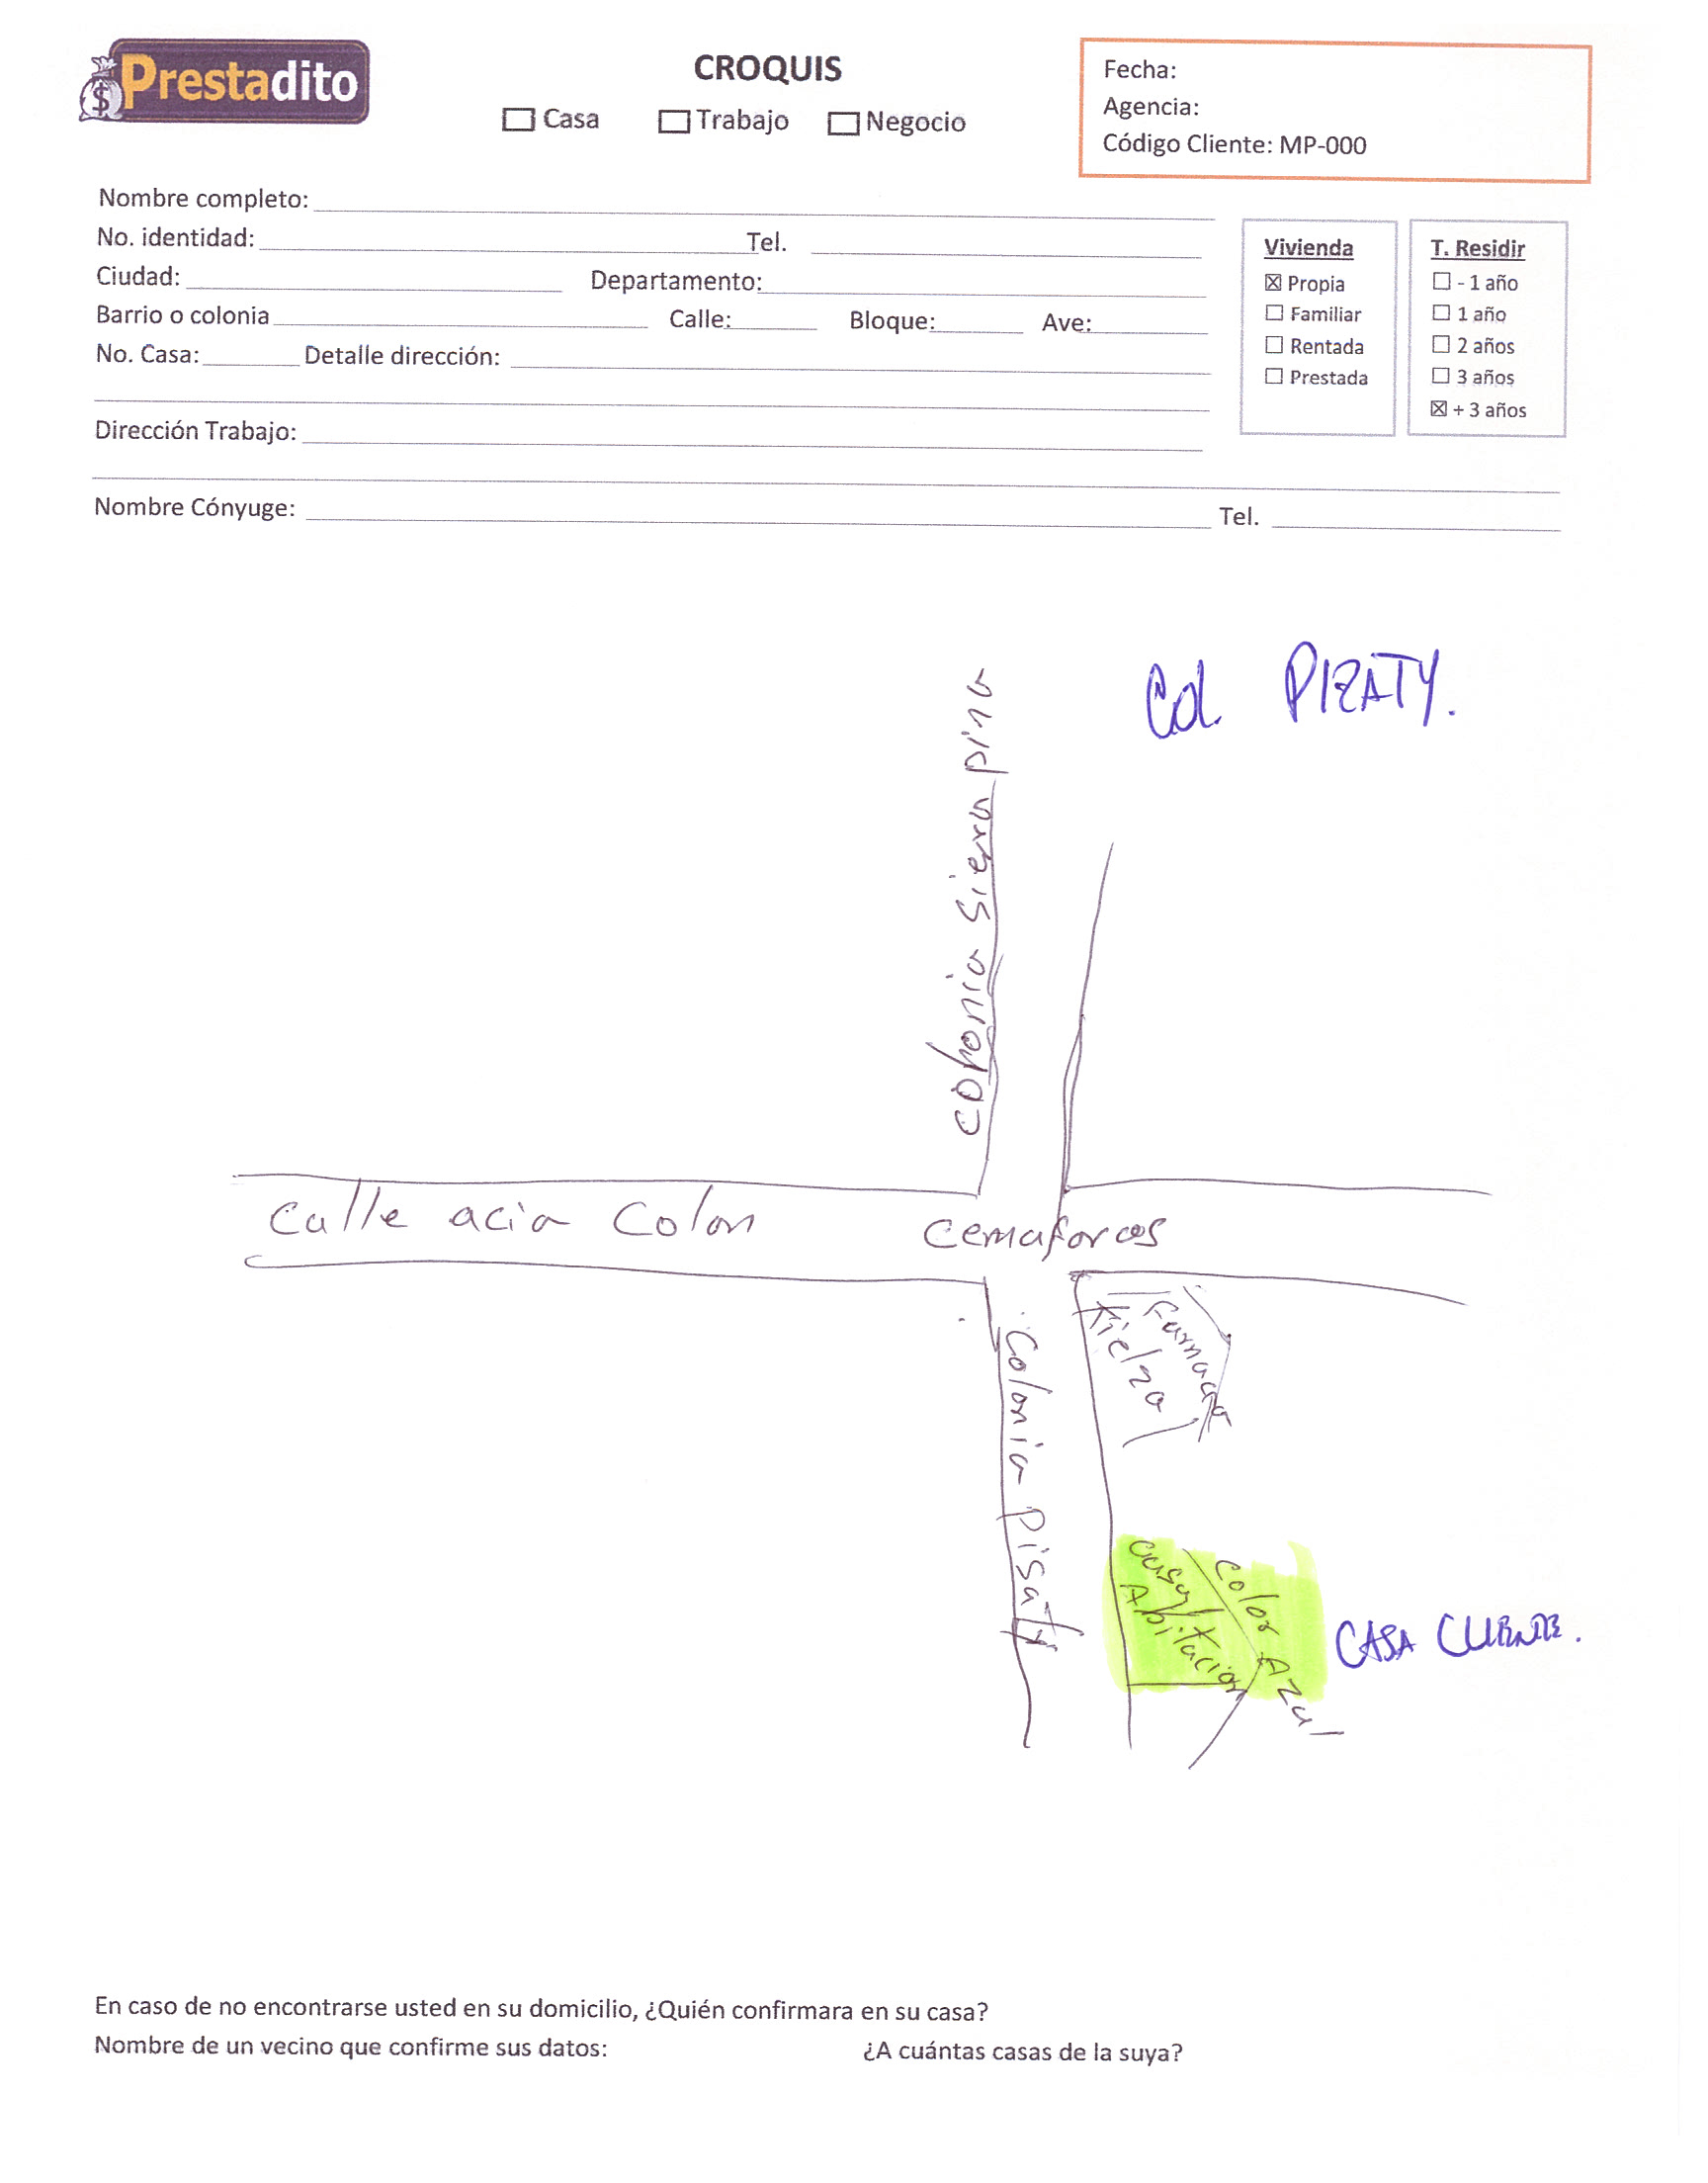 Prestadito
CROQUIS
☐ Casa ☐ Trabajo ☐ Negocio
Fecha:
Agencia:
Código Cliente: MP-000
Nombre completo:
No. identidad: Tel.
Ciudad: Departamento:
Barrio o colonia Calle: Bloque: Ave:
No. Casa: Detalle dirección:
Dirección Trabajo:
Nombre Cónyuge: Tel.
Vivienda
☒ Propia
☐ Familiar
☐ Rentada
☐ Prestada
T. Residir
☐ - 1 año
☐ 1 año
☐ 2 años
☐ 3 años
☒ + 3 años
Col. PIZATY.
colonia sierra pina
Calle acia Colon
Cemaforos
Colonia pisaty
Farmacia
Kielza
casa
Abitacion
Color Azul
CASA CLIENTE.
En caso de no encontrarse usted en su domicilio, ¿Quién confirmara en su casa?
Nombre de un vecino que confirme sus datos: ¿A cuántas casas de la suya?